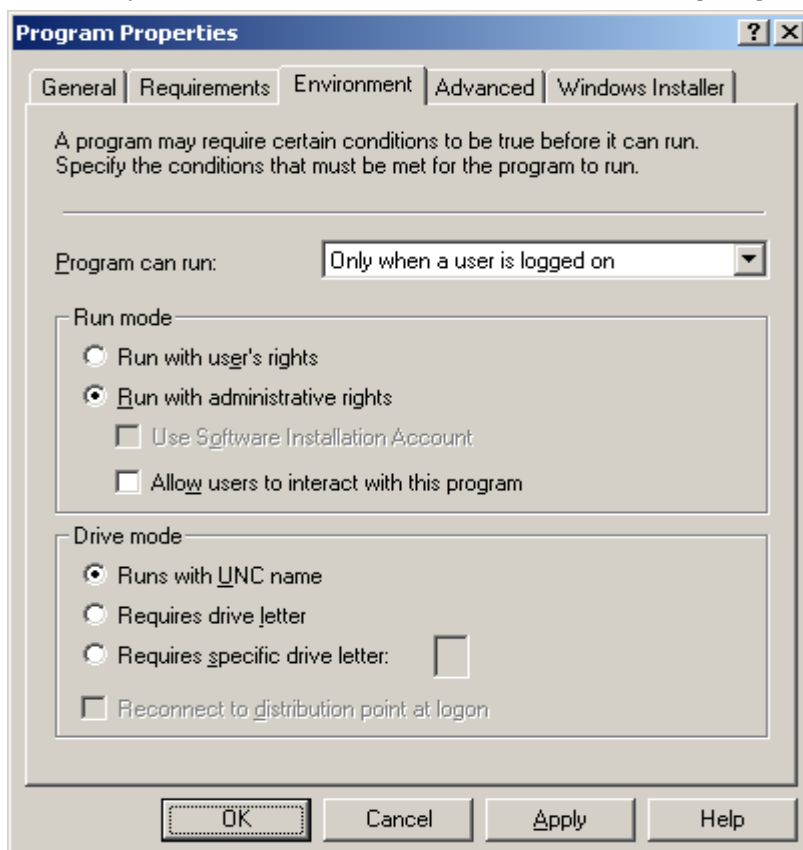 Program Properties
General Requirements Environment Advanced Windows Installer
A program may require certain conditions to be true before it can run.
Specify the conditions that must be met for the program to run.
Program can run: Only when a user is logged on
Run mode
Run with user's rights
Run with administrative rights
Use Software Installation Account
Allow users to interact with this program
Drive mode
Runs with UNC name
Requires drive letter
Requires specific drive letter:
Reconnect to distribution point at logon
OK Cancel Apply Help